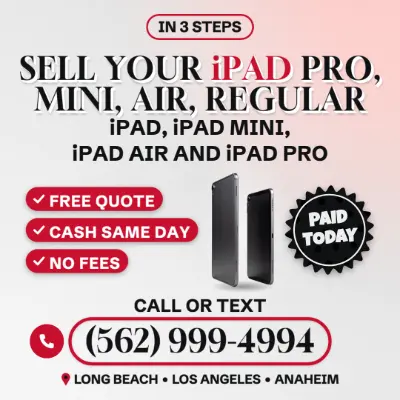 IN 3 STEPS
SELL YOUR iPAD PRO,
MINI, AIR, REGULAR
iPAD, iPAD MINI,
iPAD AIR AND iPAD PRO
FREE QUOTE
CASH SAME DAY
NO FEES
PAID
TODAY
CALL OR TEXT
(562) 999-4994
LONG BEACH • LOS ANGELES • ANAHEIM